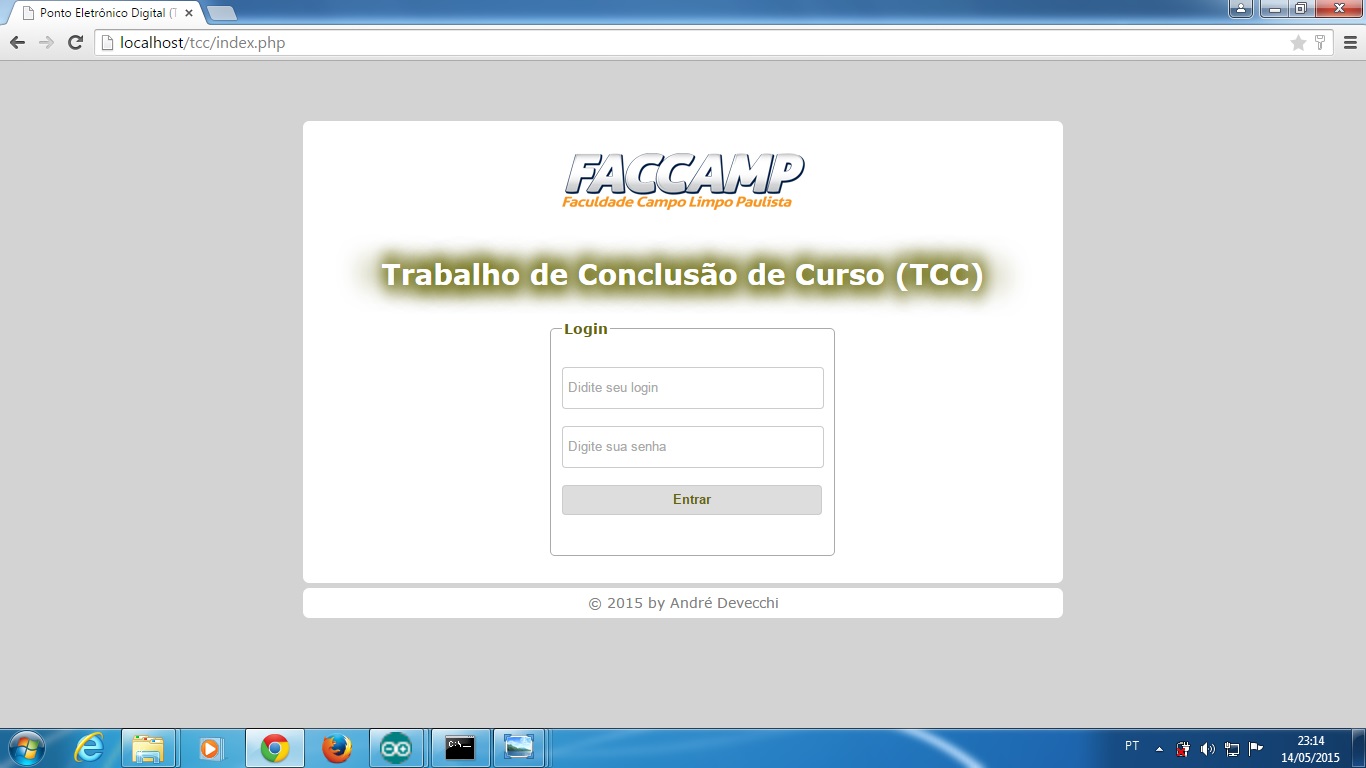 Ponto Eletrônico Digital (T
localhost/tcc/index.php
FACCAMP
Faculdade Campo Limpo Paulista
Trabalho de Conclusão de Curso (TCC)
Login
Didite seu login
Digite sua senha
Entrar
© 2015 by André Devecchi
C:\_
PT
23:14
14/05/2015